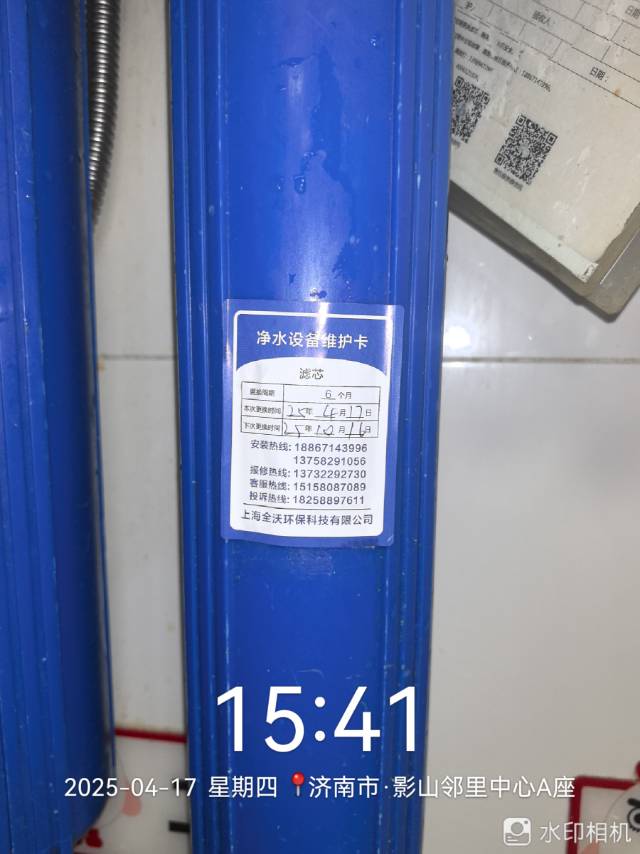 净水设备维护卡
滤芯
更换周期 6个月
本次更换时间 25年4月17日
下次更换时间 25年10月16日
安装热线: 18867143996
13758291056
报修热线: 13732292730
客服热线: 15158087089
投诉热线: 18258897611
上海全沃环保科技有限公司
日期:
15:41
2025-04-17 星期四 济南市·影山邻里中心A座
水印相机